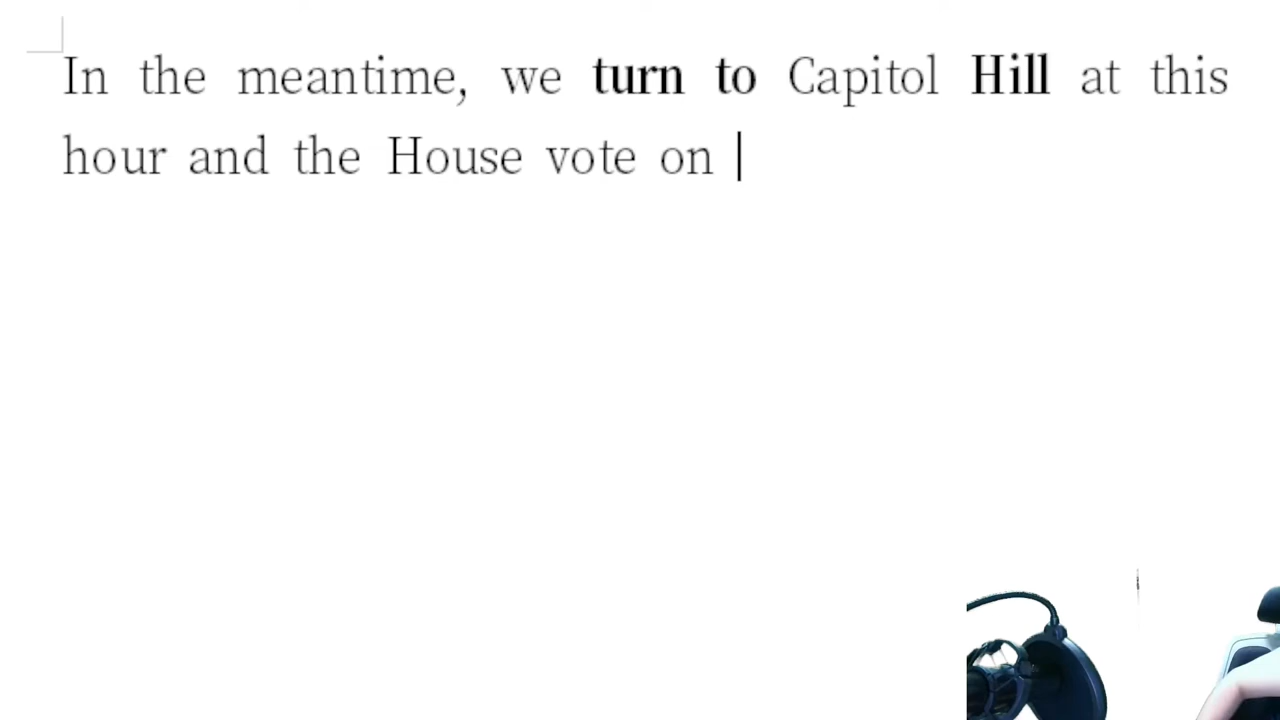 In the meantime, we turn to Capitol Hill at this
hour and the House vote on